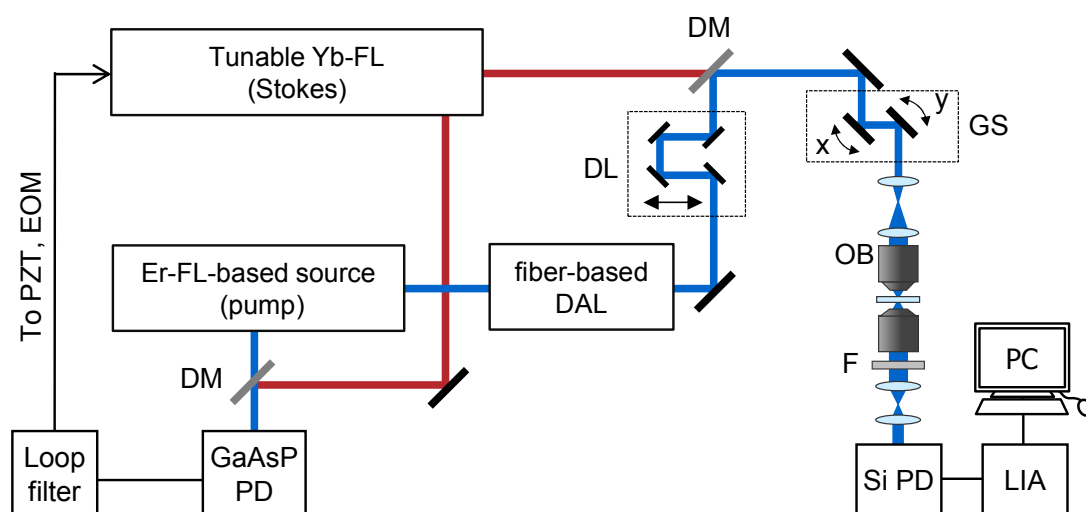 Tunable Yb-FL
(Stokes)
DM
y
x
GS
DL
To PZT, EOM
Er-FL-based source
(pump)
fiber-based
DAL
OB
DM
F
PC
Loop
filter
GaAsP
PD
Si PD
LIA